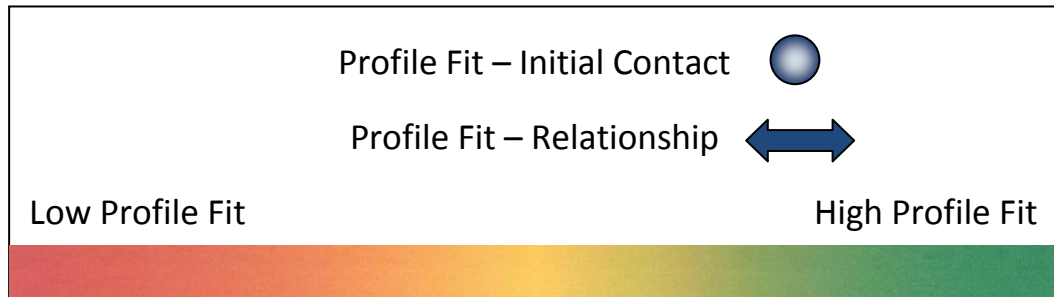 Profile Fit – Initial Contact
Profile Fit – Relationship
Low Profile Fit High Profile Fit